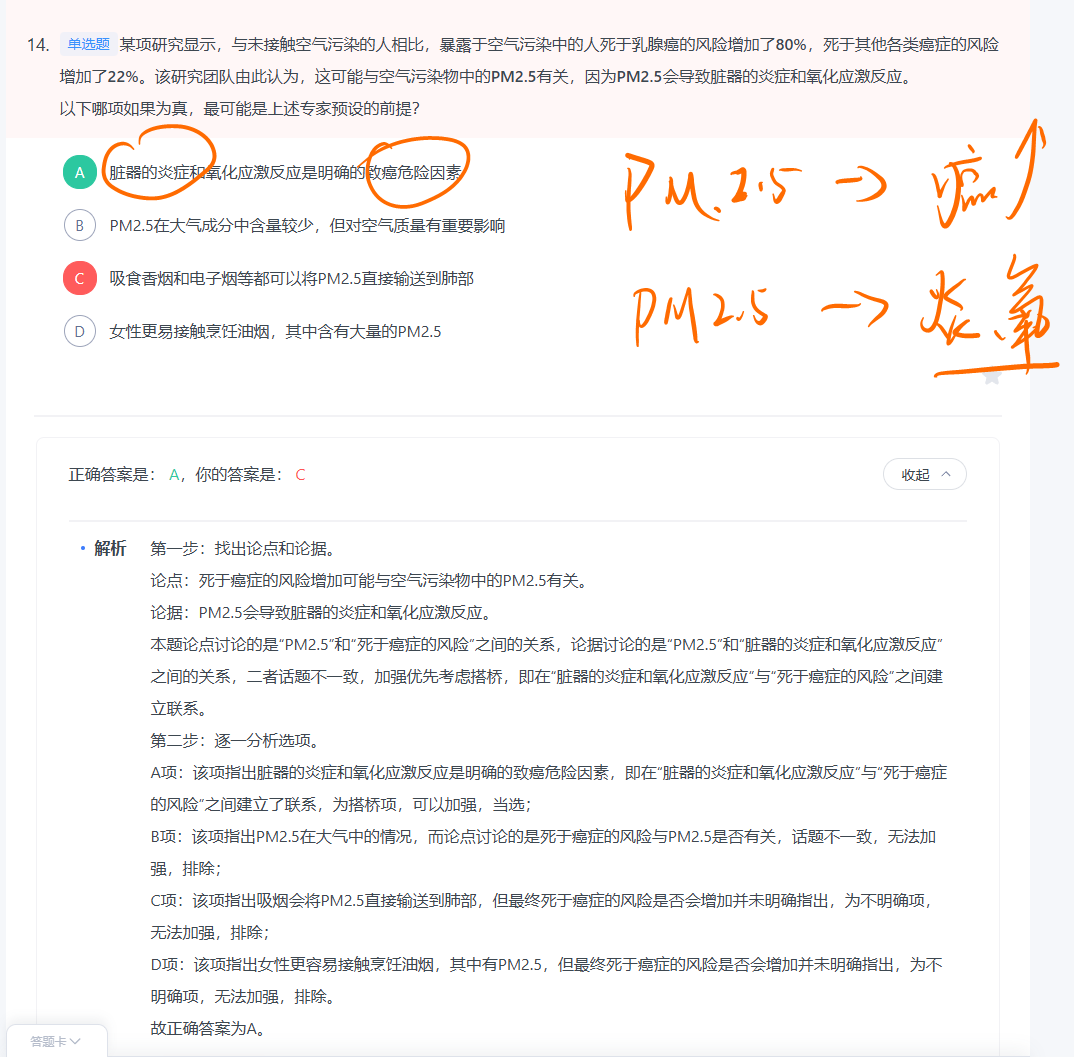 14. 单选题 某项研究显示，与未接触空气污染的人相比，暴露于空气污染中的人死于乳腺癌的风险增加了80%，死于其他各类癌症的风险
增加了22%。该研究团队由此认为，这可能与空气污染物中的PM2.5有关，因为PM2.5会导致脏器的炎症和氧化应激反应。
以下哪项如果为真，最可能是上述专家预设的前提？
A 脏器的炎症和氧化应激反应是明确的致癌危险因素
PM.2.5 → 癌↑
B PM2.5在大气成分中含量较少，但对空气质量有重要影响
C 吸食香烟和电子烟等都可以将PM2.5直接输送到肺部
PM2.5 → 炎.氧
D 女性更易接触烹饪油烟，其中含有大量的PM2.5
正确答案是： A，你的答案是： C
收起
• 解析 第一步：找出论点和论据。
论点：死于癌症的风险增加可能与空气污染物中的PM2.5有关。
论据：PM2.5会导致脏器的炎症和氧化应激反应。
本题论点讨论的是“PM2.5”和“死于癌症的风险”之间的关系，论据讨论的是“PM2.5”和“脏器的炎症和氧化应激反应”
之间的关系，二者话题不一致，加强优先考虑搭桥，即在“脏器的炎症和氧化应激反应”与“死于癌症的风险”之间建
立联系。
第二步：逐一分析选项。
A项：该项指出脏器的炎症和氧化应激反应是明确的致癌危险因素，即在“脏器的炎症和氧化应激反应”与“死于癌症
的风险”之间建立了联系，为搭桥项，可以加强，当选；
B项：该项指出PM2.5在大气中的情况，而论点讨论的是死于癌症的风险与PM2.5是否有关，话题不一致，无法加
强，排除；
C项：该项指出吸烟会将PM2.5直接输送到肺部，但最终死于癌症的风险是否会增加并未明确指出，为不明确项，
无法加强，排除；
D项：该项指出女性更容易接触烹饪油烟，其中有PM2.5，但最终死于癌症的风险是否会增加并未明确指出，为不
明确项，无法加强，排除。
故正确答案为A。
答题卡